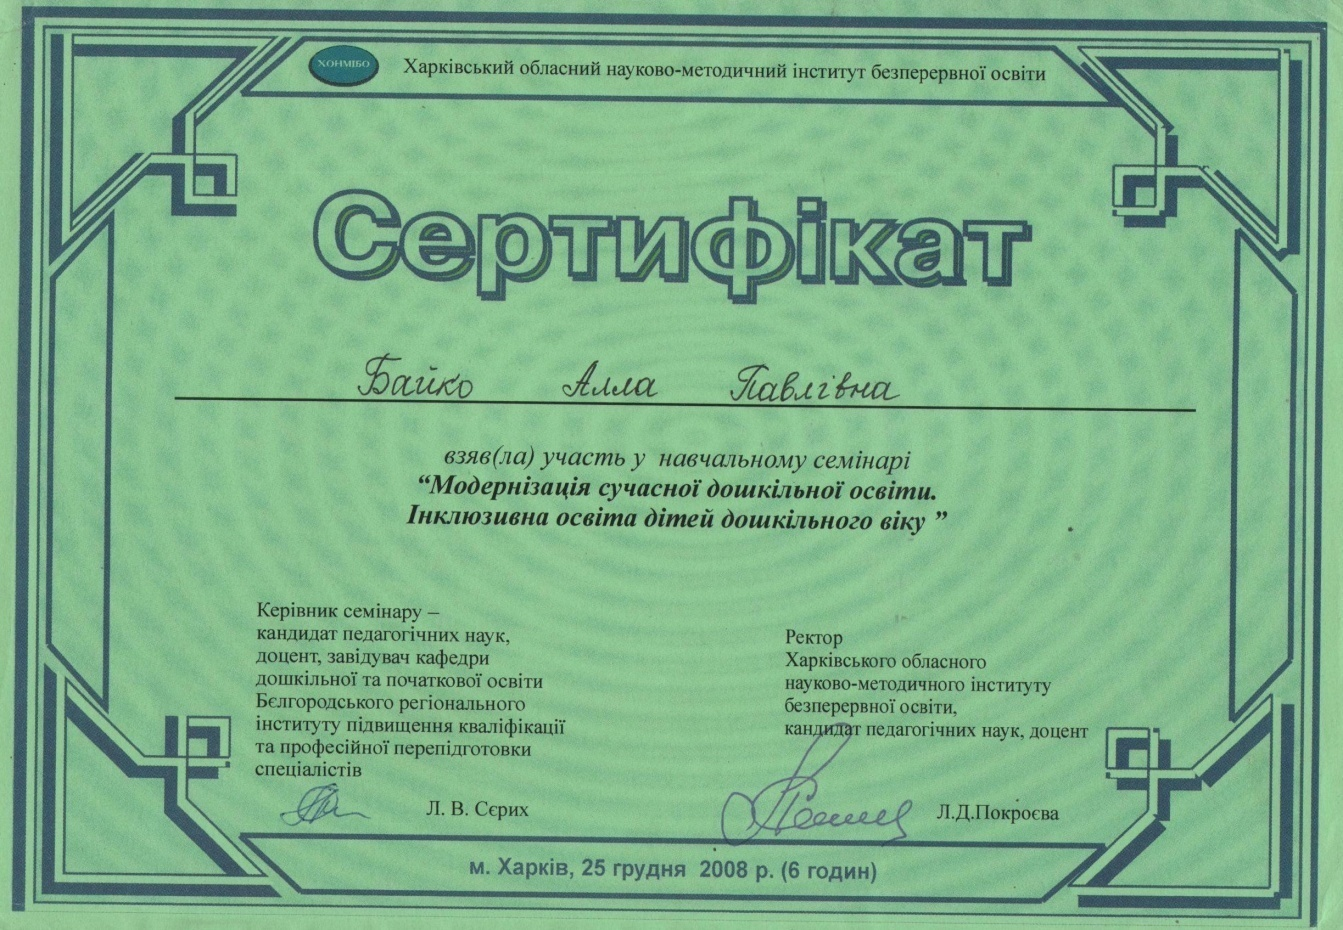 ХОНМІБО
Харківський обласний науково-методичний інститут безперервної освіти
Сертифікат
Байко Алла Павлівна
взяв(ла) участь у навчальному семінарі
“Модернізація сучасної дошкільної освіти.
Інклюзивна освіта дітей дошкільного віку ”
Керівник семінару –
кандидат педагогічних наук,
доцент, завідувач кафедри
дошкільної та початкової освіти
Бєлгородського регіонального
інституту підвищення кваліфікації
та професійної перепідготовки
спеціалістів
Л. В. Сєрих
Ректор
Харківського обласного
науково-методичного інституту
безперервної освіти,
кандидат педагогічних наук, доцент
Л.Д.Покроєва
м. Харків, 25 грудня 2008 р. (6 годин)